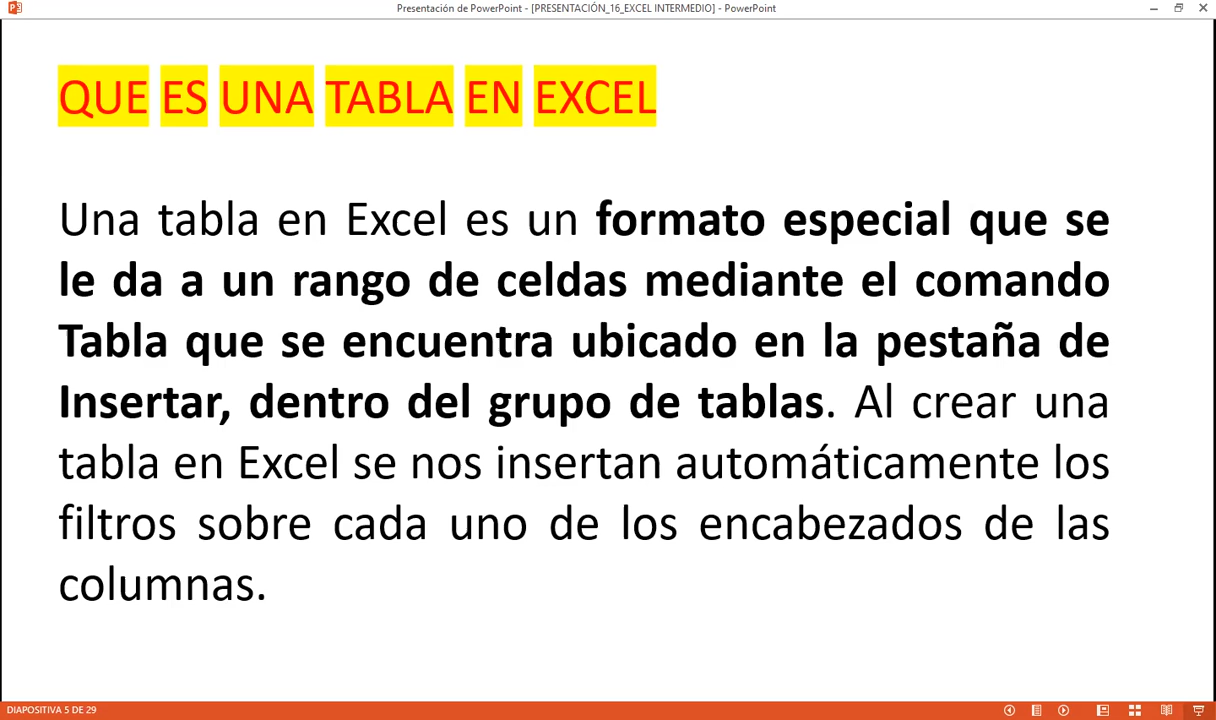 Presentación de PowerPoint - [PRESENTACIÓN_16_EXCEL INTERMEDIO] - PowerPoint
QUE ES UNA TABLA EN EXCEL
Una tabla en Excel es un formato especial que se
le da a un rango de celdas mediante el comando
Tabla que se encuentra ubicado en la pestaña de
Insertar, dentro del grupo de tablas. Al crear una
tabla en Excel se nos insertan automáticamente los
filtros sobre cada uno de los encabezados de las
columnas.
DIAPOSITIVA 5 DE 29